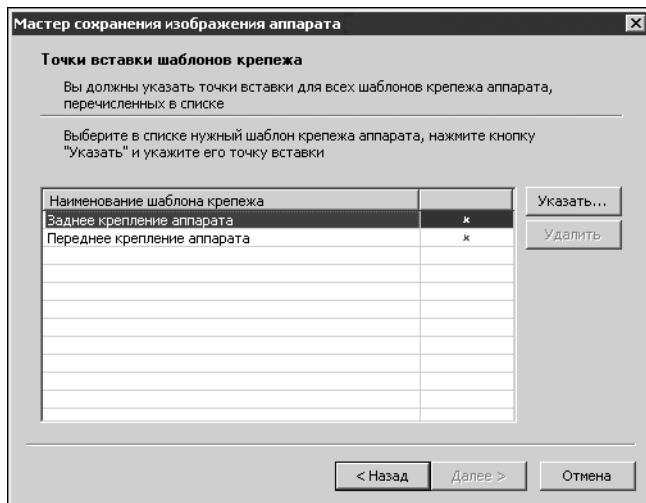 Мастер сохранения изображения аппарата
Точки вставки шаблонов крепежа
Вы должны указать точки вставки для всех шаблонов крепежа аппарата,
перечисленных в списке
Выберите в списке нужный шаблон крепежа аппарата, нажмите кнопку
"Указать" и укажите его точку вставки
Наименование шаблона крепежа
Указать...
Заднее крепление аппарата
Удалить
Переднее крепление аппарата
< Назад
Далее >
Отмена